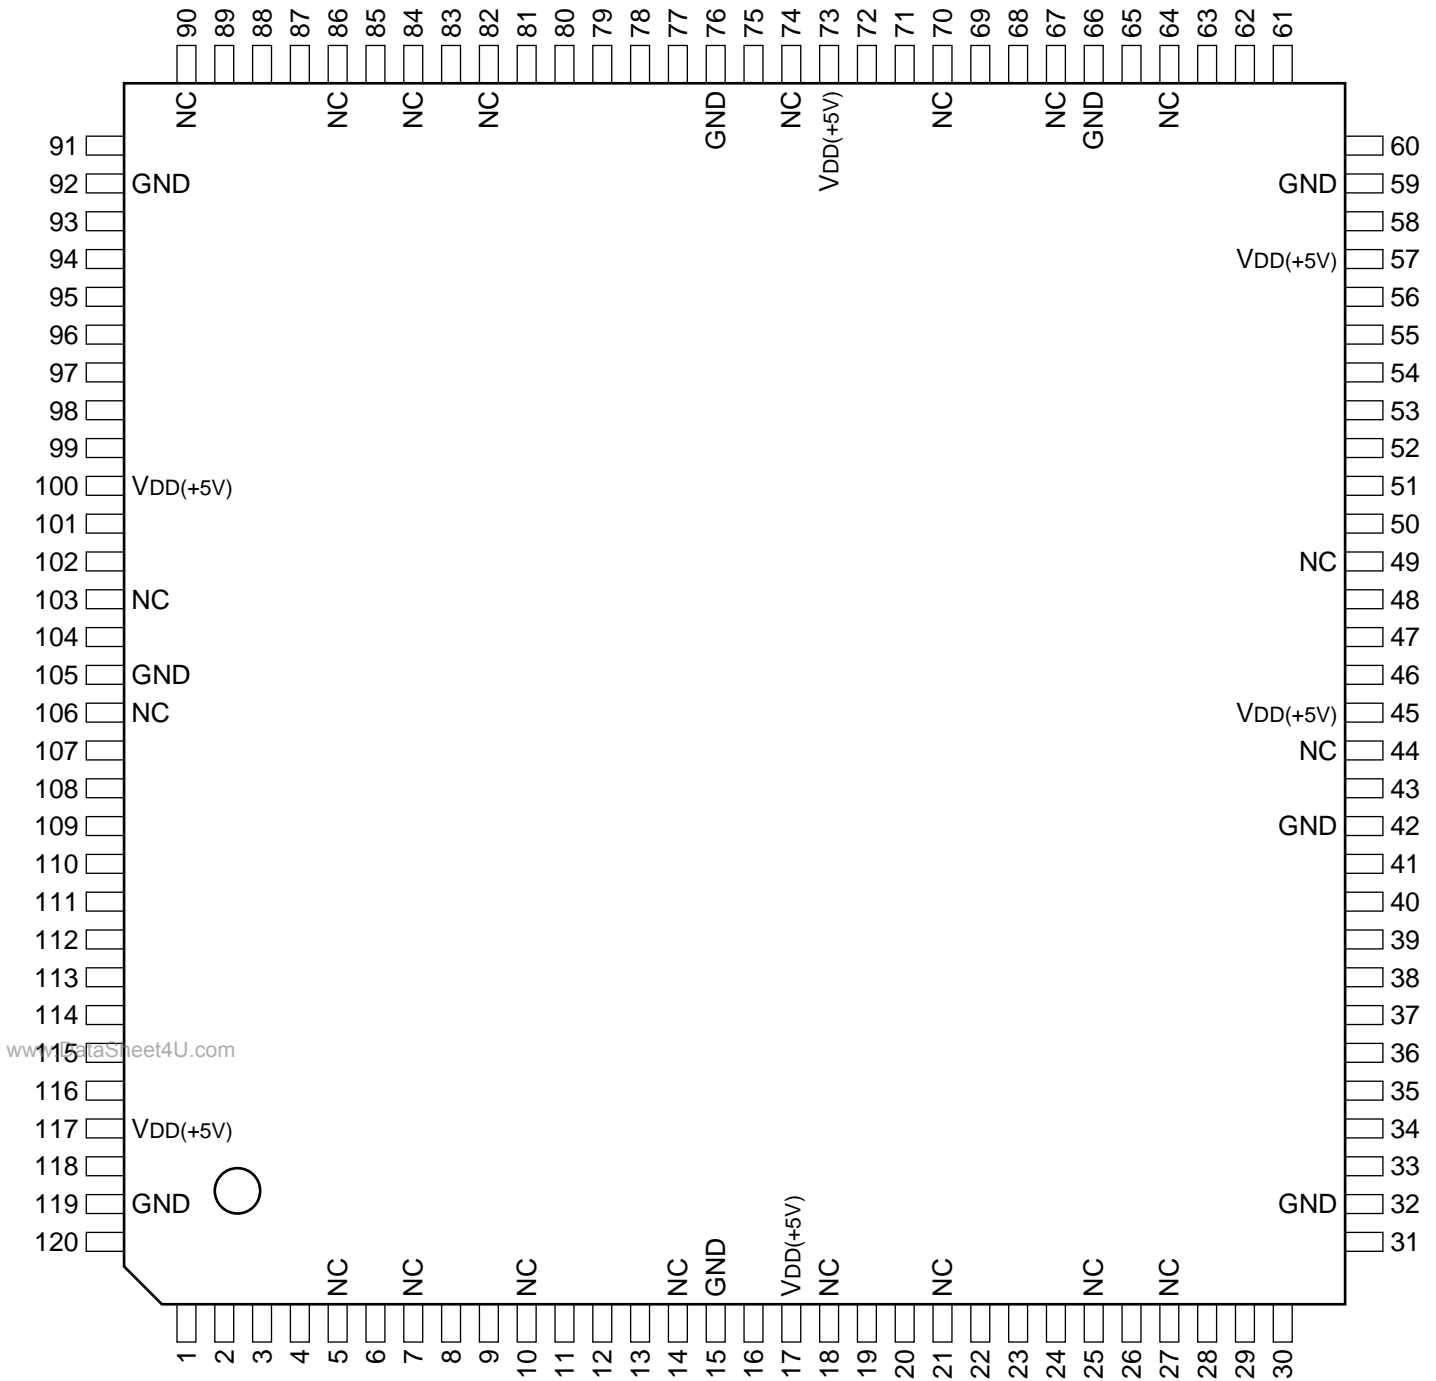 90 89 88 87 86 85 84 83 82 81 80 79 78 77 76 75 74 73 72 71 70 69 68 67 66 65 64 63 62 61
NC NC NC NC GND NC VDD(+5V) NC NC GND NC
91 60
92 GND GND 59
93 58
94 VDD(+5V) 57
95 56
96 55
97 54
98 53
99 52
100 VDD(+5V) 51
101 50
102 NC 49
103 NC 48
104 47
105 GND 46
106 NC VDD(+5V) 45
107 NC 44
108 43
109 GND 42
110 41
111 40
112 39
113 38
114 37
www.DataSheet4U.com
115 36
116 35
117 VDD(+5V) 34
118 33
119 GND GND 32
120 31
NC NC NC NC GND VDD(+5V) NC NC NC NC
1 2 3 4 5 6 7 8 9 10 11 12 13 14 15 16 17 18 19 20 21 22 23 24 25 26 27 28 29 30